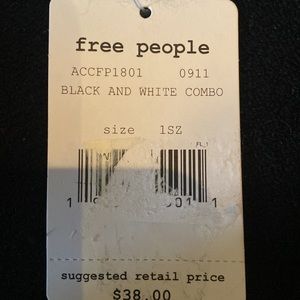 free people
ACCFP1801 0911
BLACK AND WHITE COMBO
size 1SZ
suggested retail price
$38.00